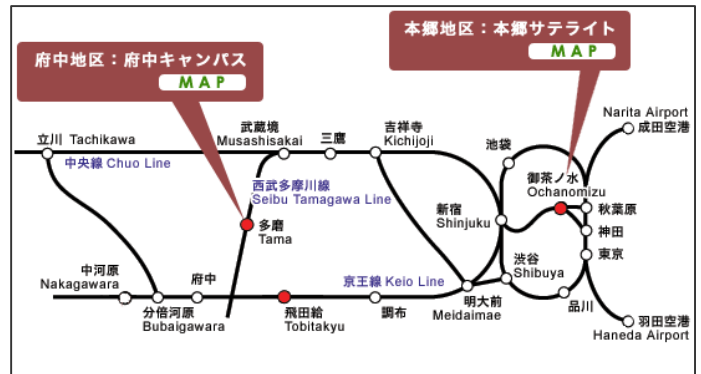 本郷地区：本郷サテライト
MAP
府中地区：府中キャンパス
MAP
Narita Airport
成田空港
立川 Tachikawa
武蔵境
Musashisakai
三鷹
吉祥寺
Kichijoji
池袋
中央線 Chuo Line
御茶ノ水
Ochanomizu
西武多摩川線
Seibu Tamagawa Line
新宿
Shinjuku
秋葉原
多磨
Tama
神田
東京
渋谷
Shibuya
中河原
Nakagawara
府中
京王線 Keio Line
分倍河原
Bubaigawara
飛田給
Tobitakyu
調布
明大前
Meidaimae
品川
羽田空港
Haneda Airport